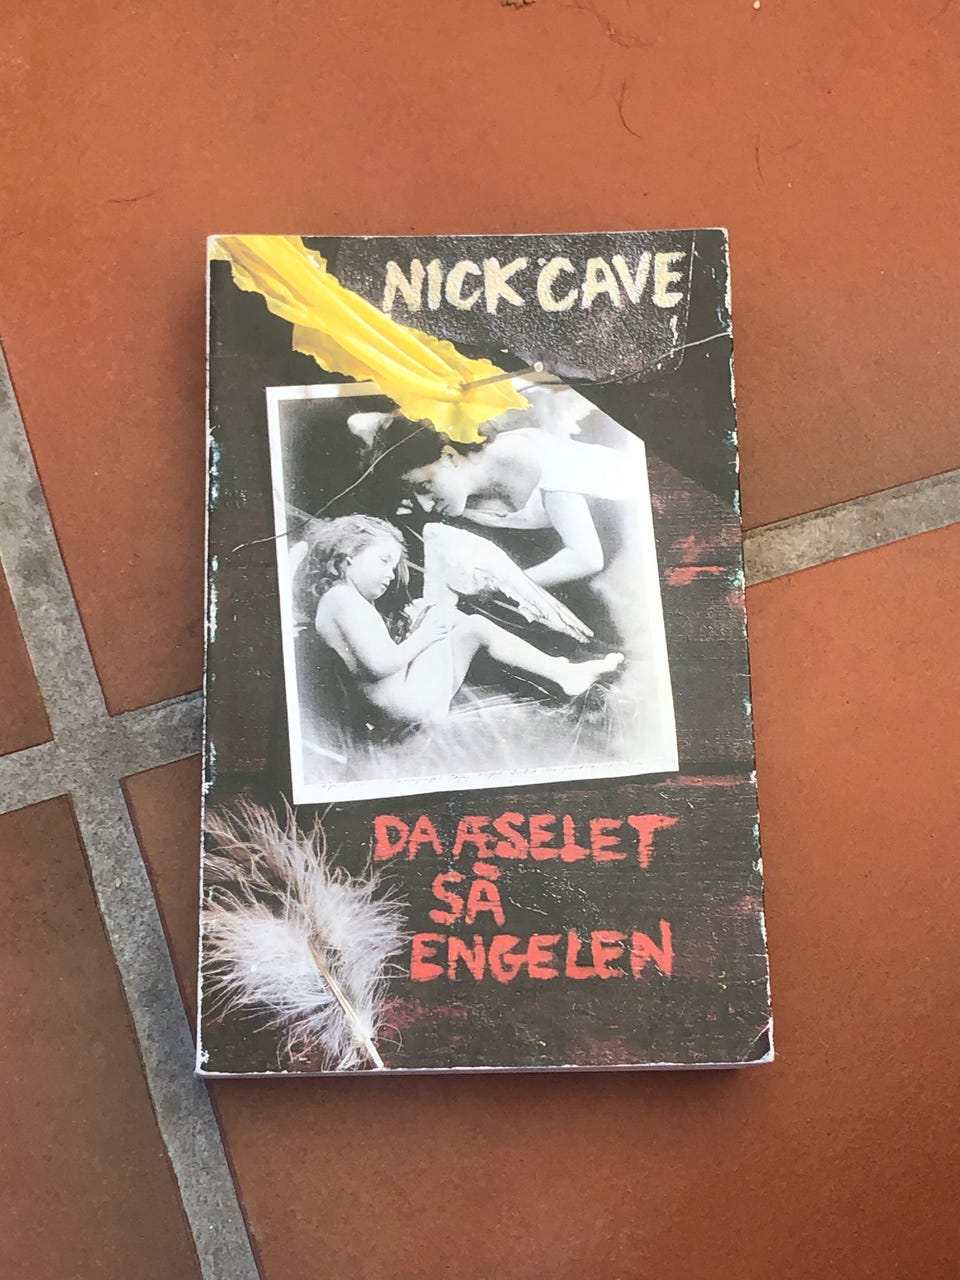 NICK CAVE
DA ÆSELET
SÅ
ENGELEN